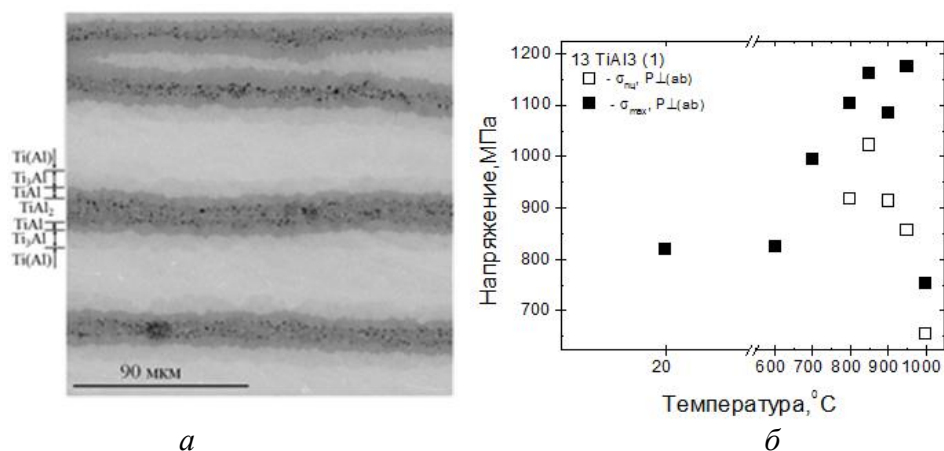 Ti(Al)
Ti₃Al
TiAl
TiAl₂
TiAl
Ti₃Al
Ti(Al)
90 мкм
а
13 TiAl3 (1)
- σпц, P⊥(ab)
- σmax, P⊥(ab)
Напряжение,МПа
1200
1100
1000
900
800
700
20
600
700
800
900
1000
Температура,⁰С
б